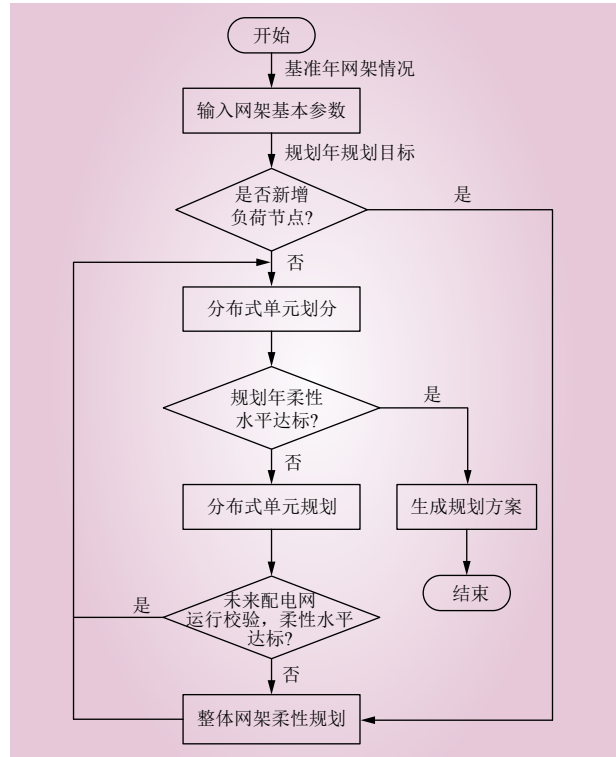 开始
基准年网架情况
输入网架基本参数
规划年规划目标
是否新增
负荷节点?
是
否
分布式单元划分
规划年柔性
水平达标?
是
否
分布式单元规划
生成规划方案
结束
未来配电网
运行校验，柔性水平
达标?
是
否
整体网架柔性规划